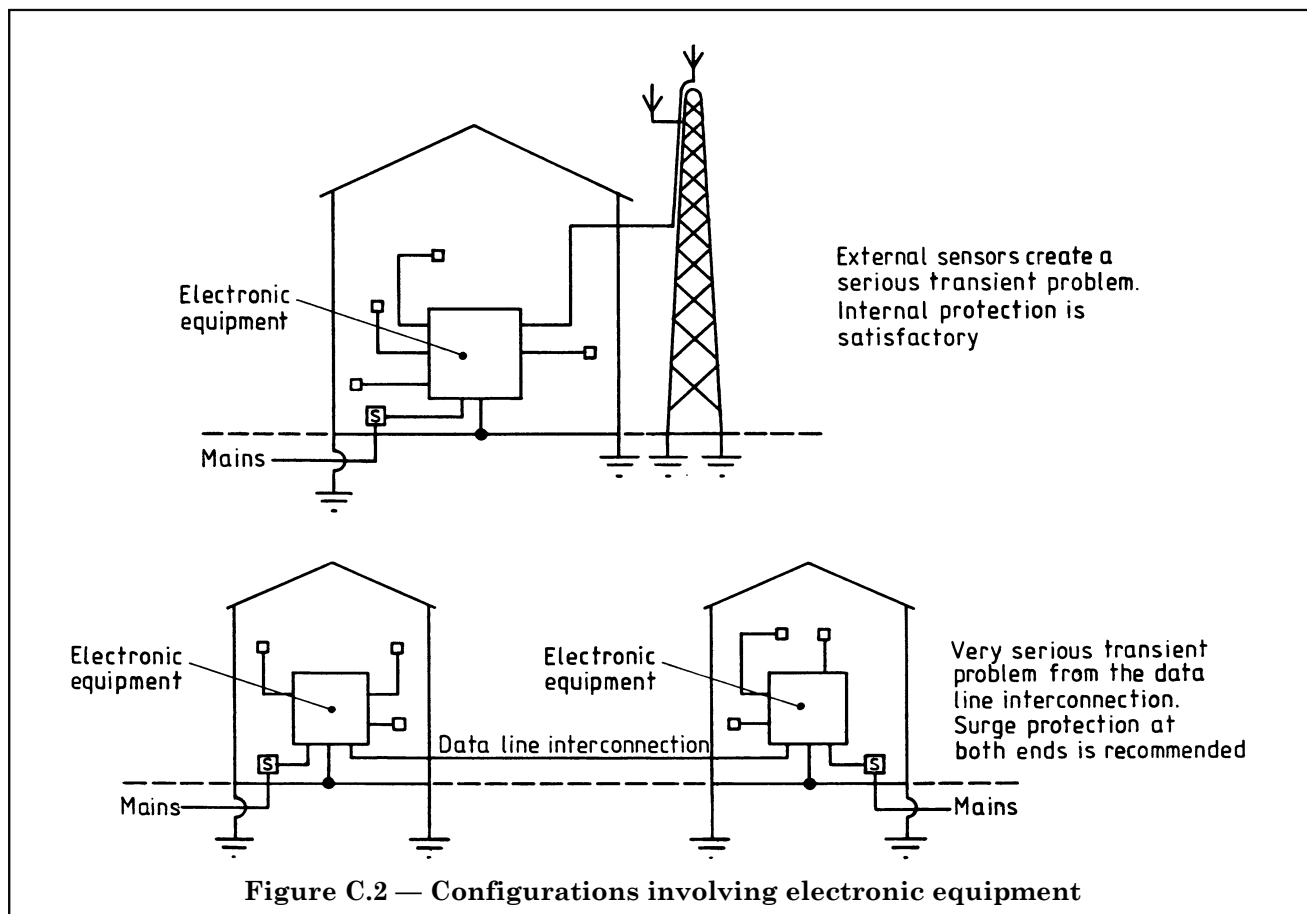 External sensors create a
serious transient problem.
Internal protection is
satisfactory
Electronic
equipment
S
Mains
Electronic
equipment
Electronic
equipment
Very serious transient
problem from the data
line interconnection.
Surge protection at
both ends is recommended
Data line interconnection
S
S
Mains
Mains
Figure C.2 — Configurations involving electronic equipment